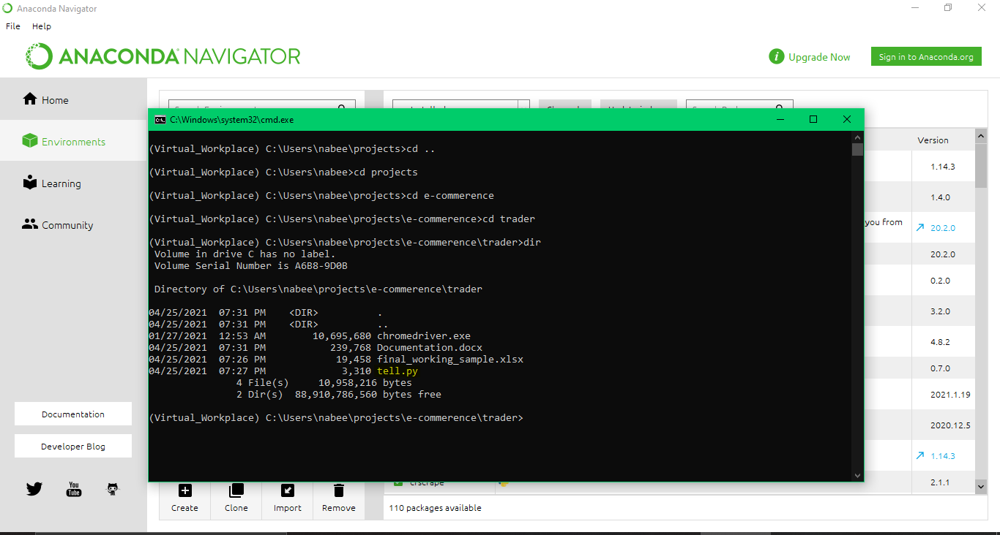 Anaconda Navigator
File Help
ANACONDA NAVIGATOR
Upgrade Now
Sign in to Anaconda.org
Home
Environments
Learning
Community
Documentation
Developer Blog
You
Tube
C:\Windows\system32\cmd.exe
(Virtual_Workplace) C:\Users\nabee\projects>cd ..
(Virtual_Workplace) C:\Users\nabee>cd projects
(Virtual_Workplace) C:\Users\nabee\projects>cd e-commerence
(Virtual_Workplace) C:\Users\nabee\projects\e-commerence>cd trader
(Virtual_Workplace) C:\Users\nabee\projects\e-commerence\trader>dir
Volume in drive C has no label.
Volume Serial Number is A6B8-9D0B
Directory of C:\Users\nabee\projects\e-commerence\trader
04/25/2021 07:31 PM <DIR> .
04/25/2021 07:31 PM <DIR> ..
01/27/2021 12:53 AM 10,695,680 chromedriver.exe
04/25/2021 07:31 PM 239,768 Documentation.docx
04/25/2021 07:26 PM 19,458 final_working_sample.xlsx
04/25/2021 07:27 PM 3,310 tell.py
4 File(s) 10,958,216 bytes
2 Dir(s) 88,910,786,560 bytes free
(Virtual_Workplace) C:\Users\nabee\projects\e-commerence\trader>
Version
1.14.3
1.4.0
you from
20.2.0
20.2.0
0.2.0
3.2.0
4.8.2
0.7.0
2021.1.19
2020.12.5
1.14.3
crscrape
2.1.1
Create
Clone
Import
Remove
110 packages available